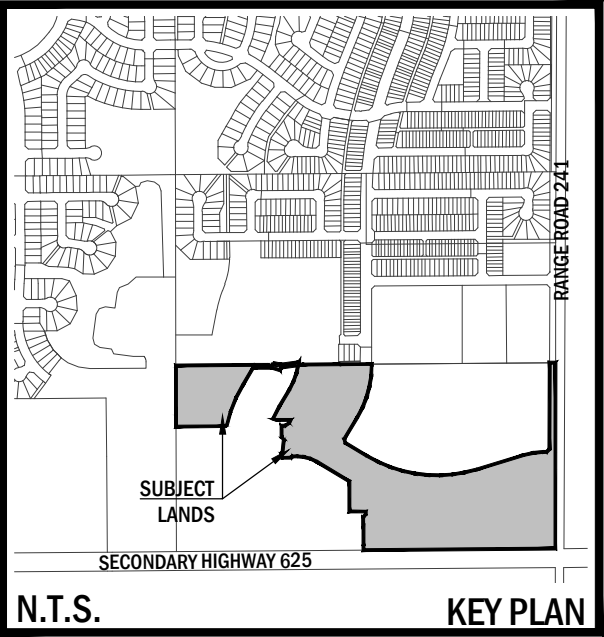 RANGE ROAD 241
SUBJECT
LANDS
SECONDARY HIGHWAY 625
N.T.S.
KEY PLAN